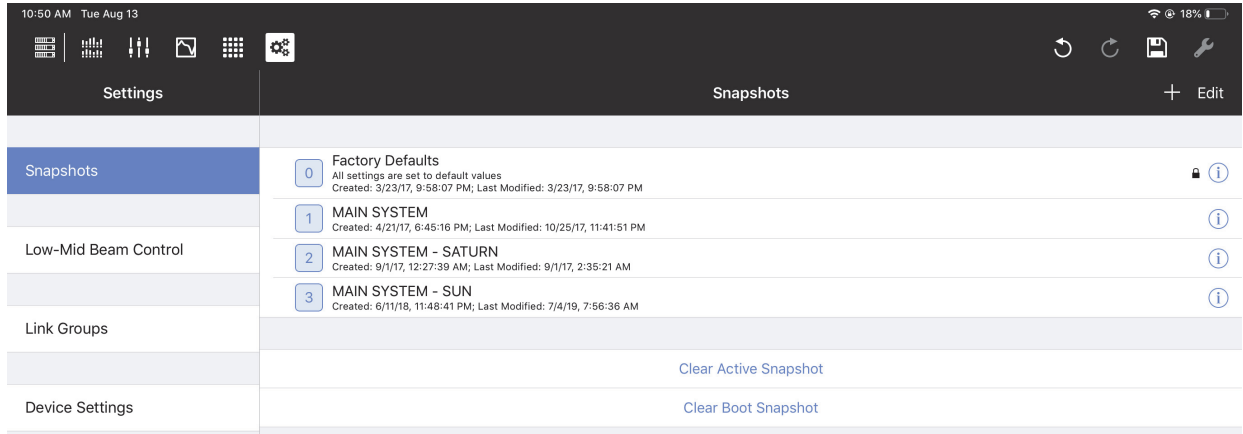 10:50 AM Tue Aug 13
18%
Settings
Snapshots
Edit
Snapshots
0
Factory Defaults
All settings are set to default values
Created: 3/23/17, 9:58:07 PM; Last Modified: 3/23/17, 9:58:07 PM
1
MAIN SYSTEM
Created: 4/21/17, 6:45:16 PM; Last Modified: 10/25/17, 11:41:51 PM
Low-Mid Beam Control
2
MAIN SYSTEM - SATURN
Created: 9/1/17, 12:27:39 AM; Last Modified: 9/1/17, 2:35:21 AM
3
MAIN SYSTEM - SUN
Created: 6/11/18, 11:48:41 PM; Last Modified: 7/4/19, 7:56:36 AM
Link Groups
Clear Active Snapshot
Device Settings
Clear Boot Snapshot